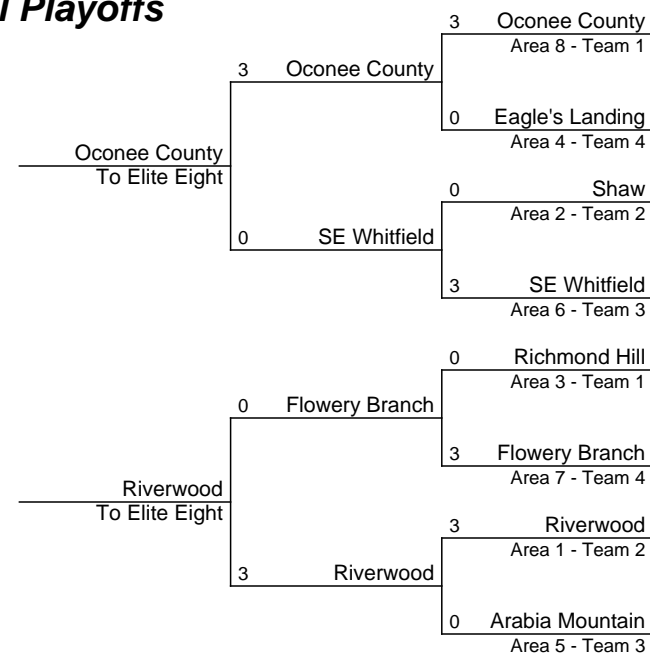 Playoffs
3 Oconee County
Area 8 - Team 1
3 Oconee County
0 Eagle's Landing
Area 4 - Team 4
Oconee County
To Elite Eight
0 Shaw
Area 2 - Team 2
0 SE Whitfield
3 SE Whitfield
Area 6 - Team 3
0 Richmond Hill
Area 3 - Team 1
0 Flowery Branch
3 Flowery Branch
Area 7 - Team 4
Riverwood
To Elite Eight
3 Riverwood
Area 1 - Team 2
3 Riverwood
0 Arabia Mountain
Area 5 - Team 3